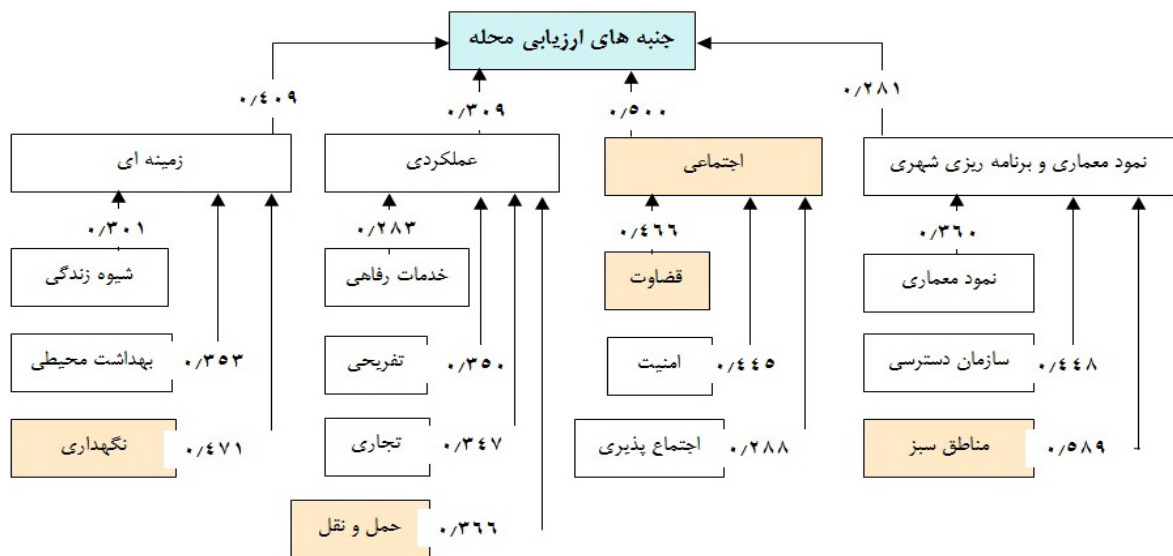 جنبه های ارزیابی محله
۰/۲۸۱
۰/۵۰۰
۰/۳۰۹
۰/۴۰۹
نمود معماری و برنامه ریزی شهری
اجتماعی
عملکردی
زمینه ای
۰/۳۶۰
۰/۴۶۶
۰/۲۸۳
۰/۳۰۱
نمود معماری
قضاوت
خدمات رفاهی
شیوه زندگی
۰/۴۴۸ سازمان دسترسی
۰/۴۴۵ امنیت
۰/۳۵۰ تفریحی
۰/۳۵۳ بهداشت محیطی
۰/۵۸۹ مناطق سبز
۰/۲۸۸ اجتماع پذیری
۰/۳۴۷ تجاری
۰/۴۷۱ نگهداری
۰/۳۶۶ حمل و نقل